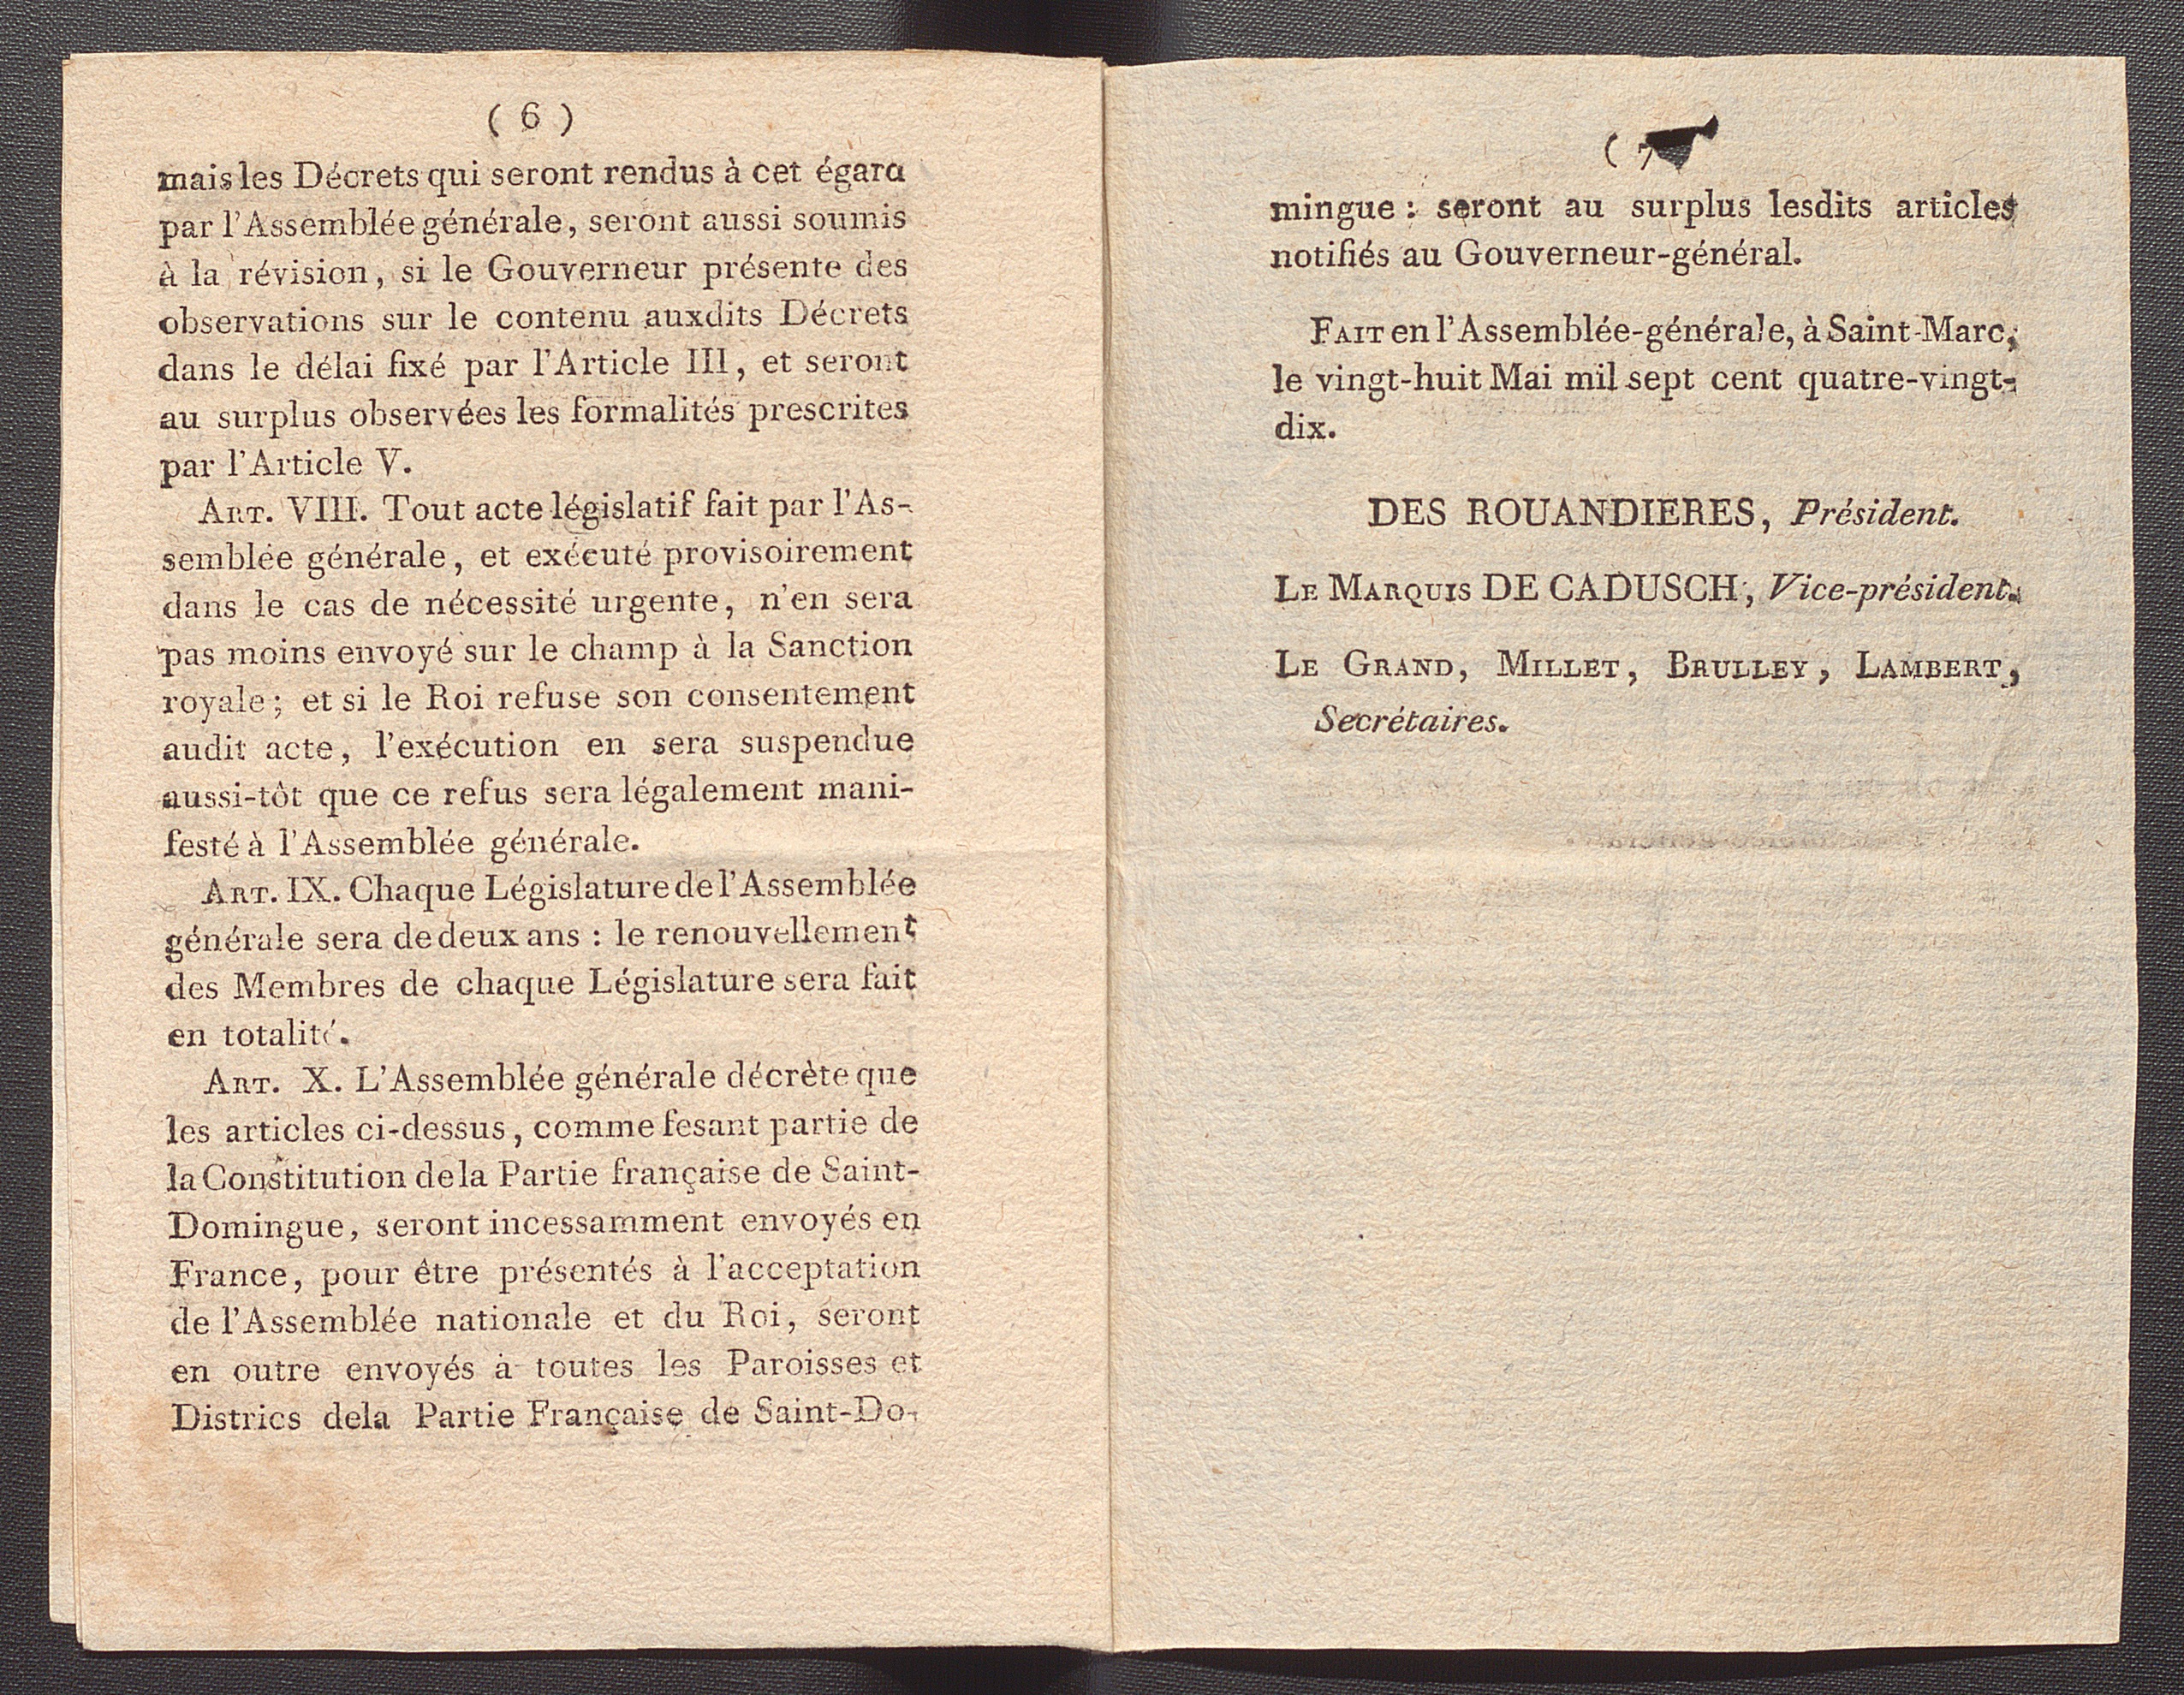 ( 6 )
mais les Décrets qui seront rendus à cet égard
par l'Assemblée générale, seront aussi soumis
à la révision, si le Gouverneur présente des
observations sur le contenu auxdits Décrets
dans le délai fixé par l'Article III, et seront
au surplus observées les formalités prescrites
par l'Article V.
ART. VIII. Tout acte législatif fait par l'As-
semblée générale, et exécuté provisoirement
dans le cas de nécessité urgente, n'en sera
pas moins envoyé sur le champ à la Sanction
royale; et si le Roi refuse son consentement
audit acte, l'exécution en sera suspendue
aussi-tôt que ce refus sera légalement mani-
festé à l'Assemblée générale.
ART. IX. Chaque Législature de l'Assemblée
générale sera de deux ans : le renouvellement
des Membres de chaque Législature sera fait
en totalité.
ART. X. L'Assemblée générale décrète que
les articles ci-dessus, comme fesant partie de
la Constitution dela Partie française de Saint-
Domingue, seront incessamment envoyés en
France, pour être présentés à l'acceptation
de l'Assemblée nationale et du Roi, seront
en outre envoyés à toutes les Paroisses et
Districs dela Partie Française de Saint-Do-
( 7
mingue : seront au surplus lesdits articles
notifiés au Gouverneur-général.
FAIT en l'Assemblée-générale, à Saint-Marc,
le vingt-huit Mai mil sept cent quatre-vingt-
dix.
DES ROUANDIERES, Président.
LE MARQUIS DE CADUSCH, Vice-président.
LE GRAND, MILLET, BRULLEY, LAMBERT,
Secrétaires.